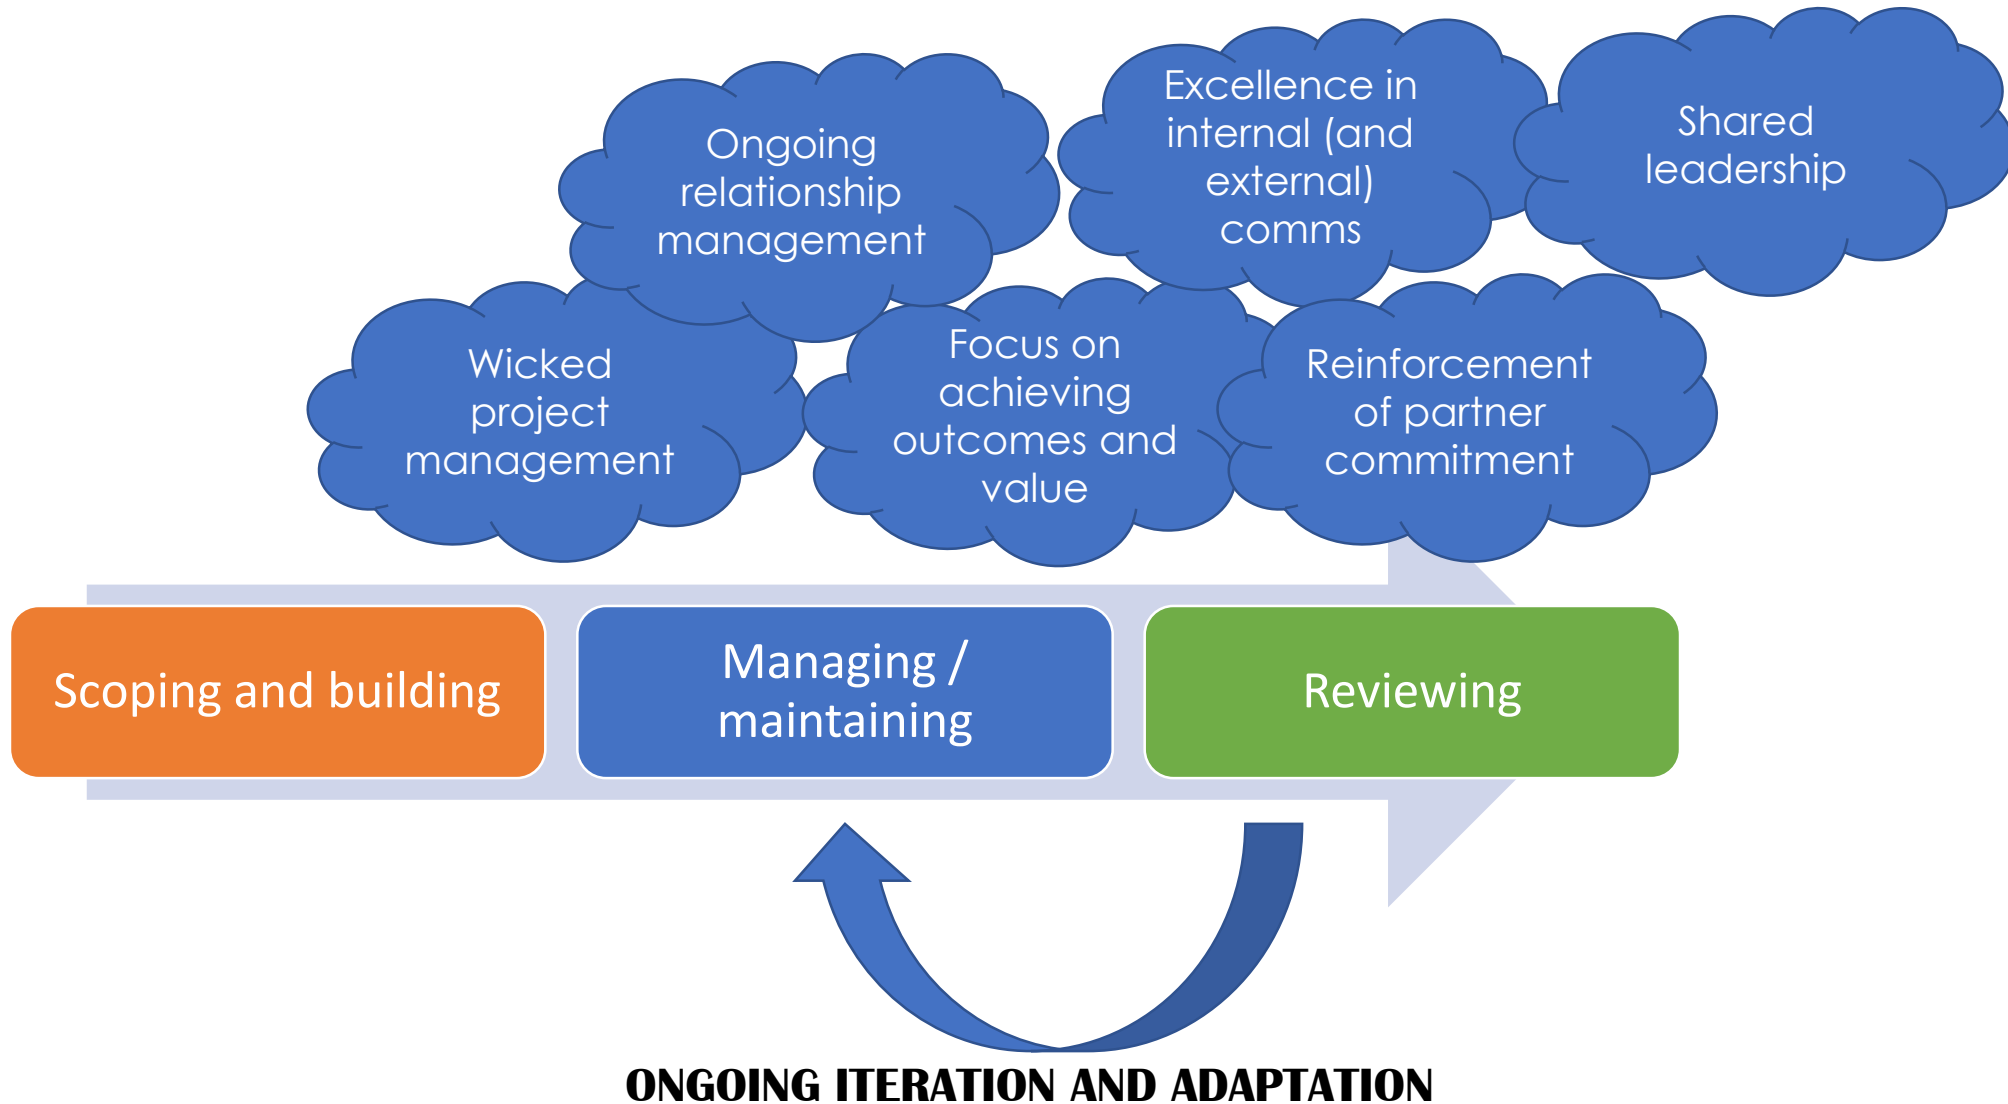 Ongoing
relationship
management
Excellence in
internal (and
external)
comms
Shared
leadership
Wicked
project
management
Focus on
achieving
outcomes and
value
Reinforcement
of partner
commitment
Scoping and building
Managing /
maintaining
Reviewing
ONGOING ITERATION AND ADAPTATION